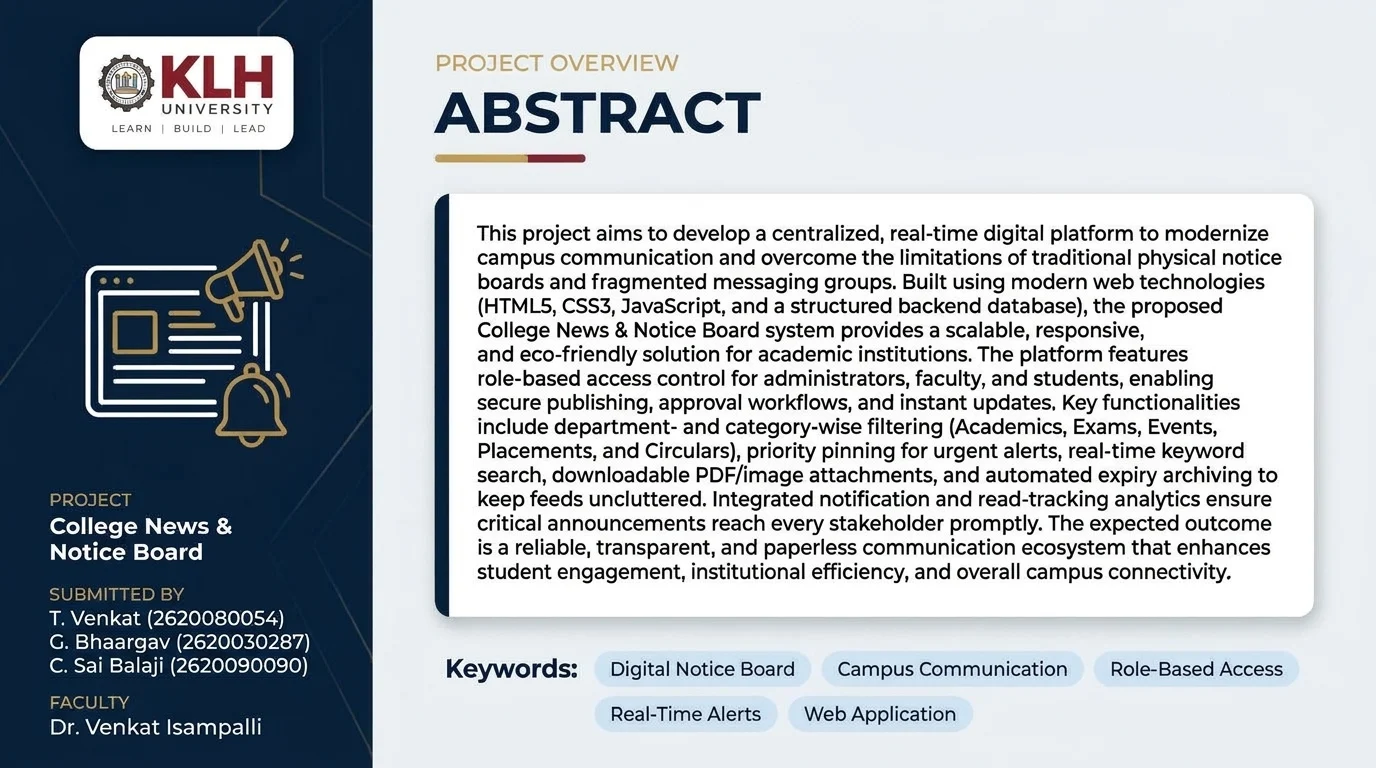 KLH
UNIVERSITY
LEARN | BUILD | LEAD
PROJECT
College News &
Notice Board
SUBMITTED BY
T. Venkat (2620080054)
G. Bhaargav (2620030287)
C. Sai Balaji (2620090090)
FACULTY
Dr. Venkat Isampalli
PROJECT OVERVIEW
ABSTRACT
This project aims to develop a centralized, real-time digital platform to modernize
campus communication and overcome the limitations of traditional physical notice
boards and fragmented messaging groups. Built using modern web technologies
(HTML5, CSS3, JavaScript, and a structured backend database), the proposed
College News & Notice Board system provides a scalable, responsive,
and eco-friendly solution for academic institutions. The platform features
role-based access control for administrators, faculty, and students, enabling
secure publishing, approval workflows, and instant updates. Key functionalities
include department- and category-wise filtering (Academics, Exams, Events,
Placements, and Circulars), priority pinning for urgent alerts, real-time keyword
search, downloadable PDF/image attachments, and automated expiry archiving to
keep feeds uncluttered. Integrated notification and read-tracking analytics ensure
critical announcements reach every stakeholder promptly. The expected outcome
is a reliable, transparent, and paperless communication ecosystem that enhances
student engagement, institutional efficiency, and overall campus connectivity.
Keywords: Digital Notice Board Campus Communication Role-Based Access
Real-Time Alerts Web Application